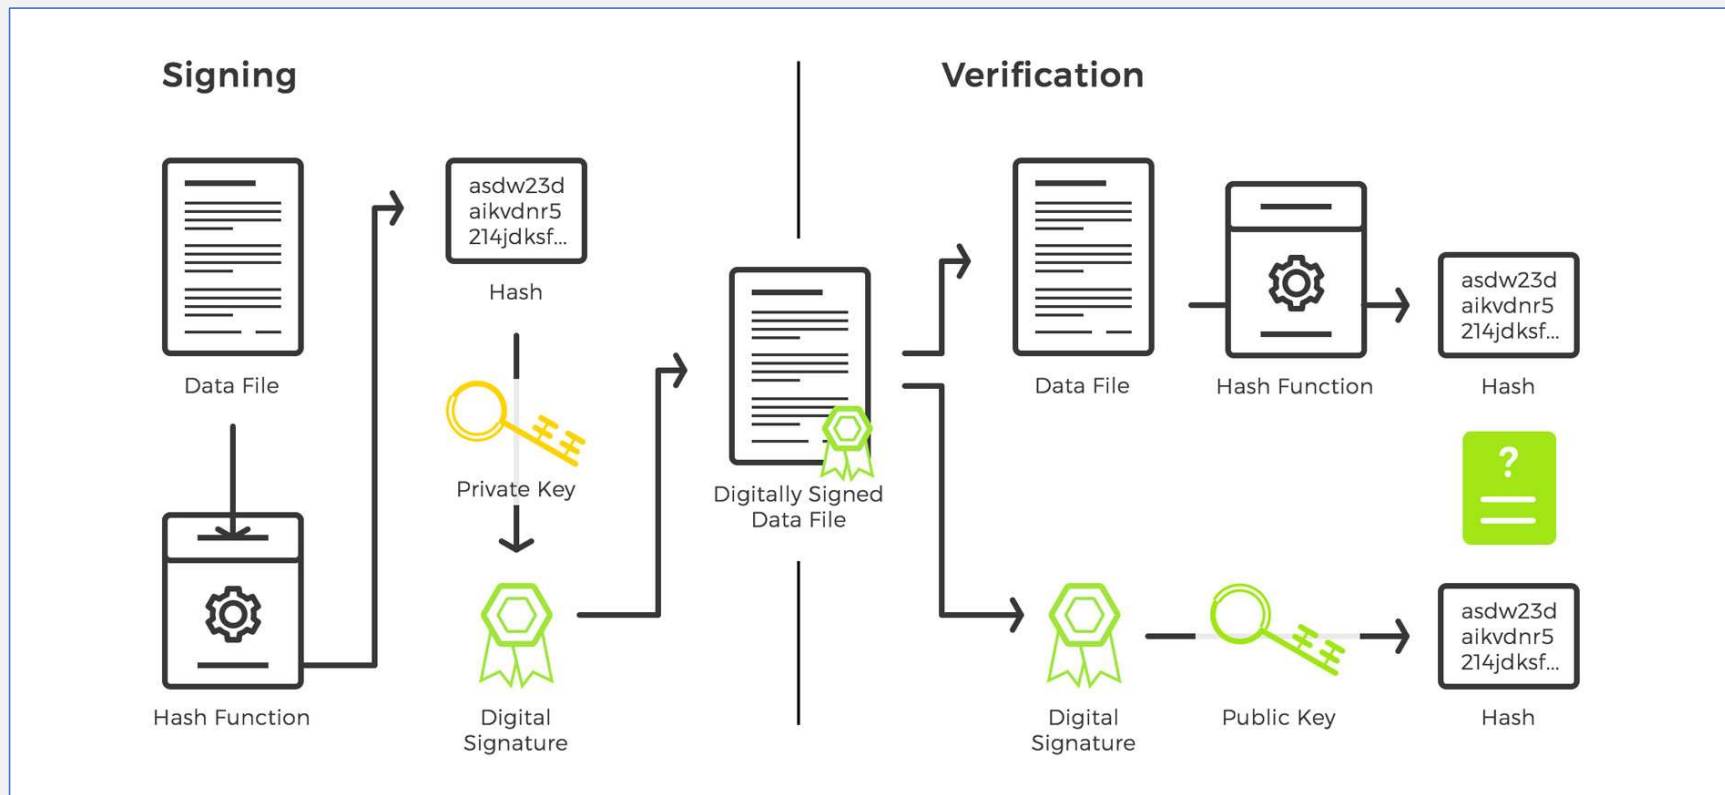 Signing
Verification
asdw23d
aikvdnr5
214jdksf...
Hash
Data File
Private Key
Hash Function
Digital
Signature
Digitally Signed
Data File
Data File
Hash Function
asdw23d
aikvdnr5
214jdksf...
Hash
?
Digital
Signature
Public Key
asdw23d
aikvdnr5
214jdksf...
Hash